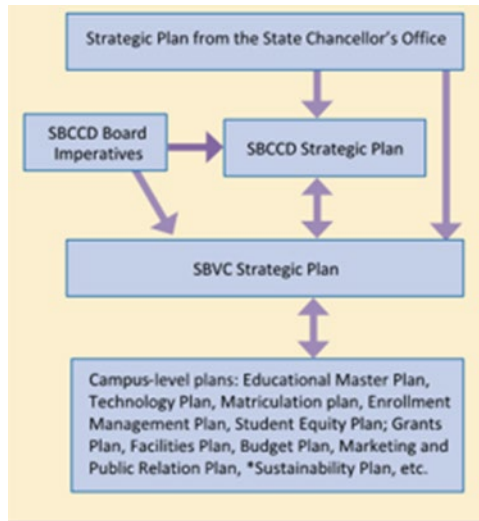 Strategic Plan from the State Chancellor's Office
SBCCD Board
Imperatives
SBCCD Strategic Plan
SBVC Strategic Plan
Campus-level plans: Educational Master Plan,
Technology Plan, Matriculation plan, Enrollment
Management Plan, Student Equity Plan; Grants
Plan, Facilities Plan, Budget Plan, Marketing and
Public Relation Plan, *Sustainability Plan, etc.